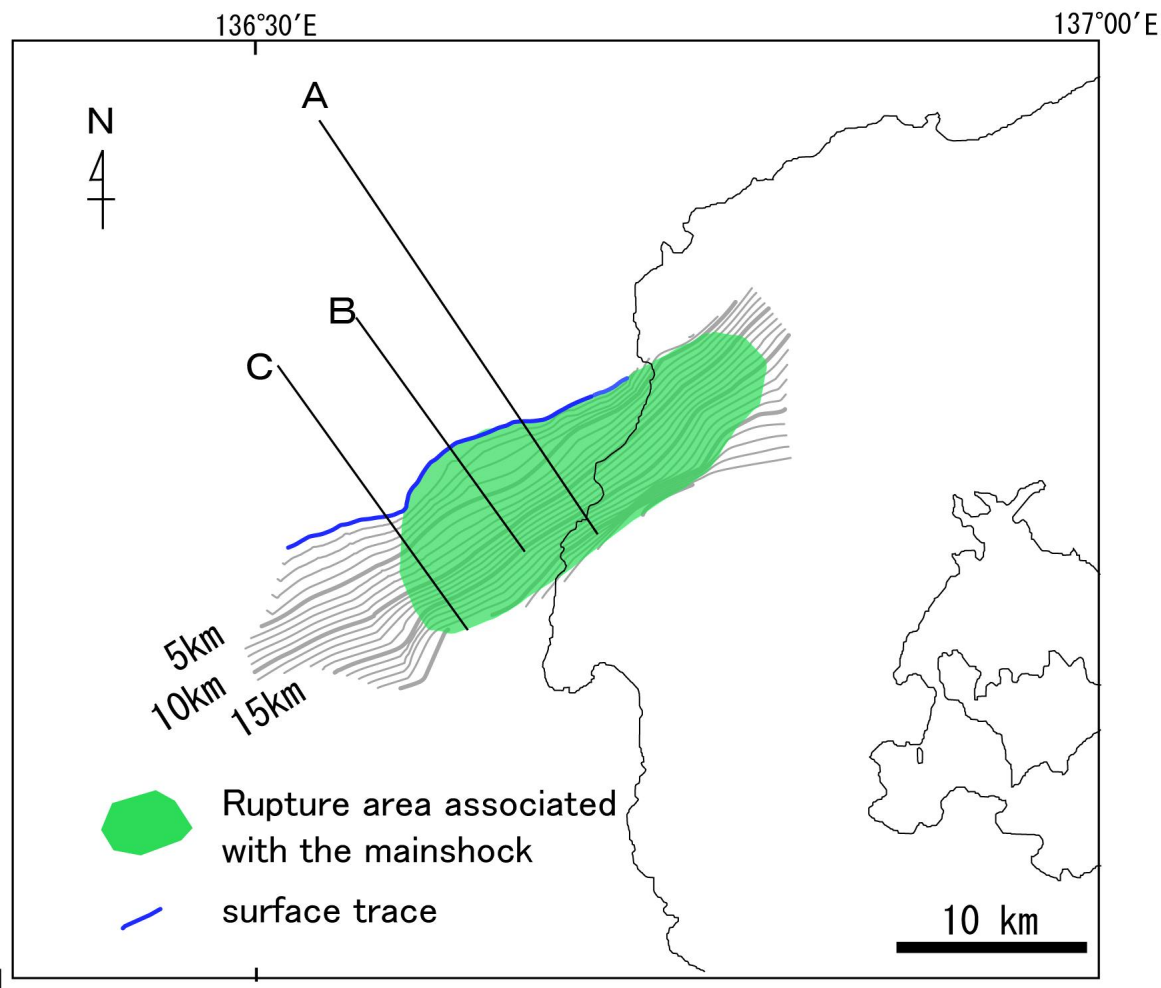 136°30′E
137°00′E
A
N
B
C
5km
10km
15km
Rupture area associated
with the mainshock
surface trace
10 km